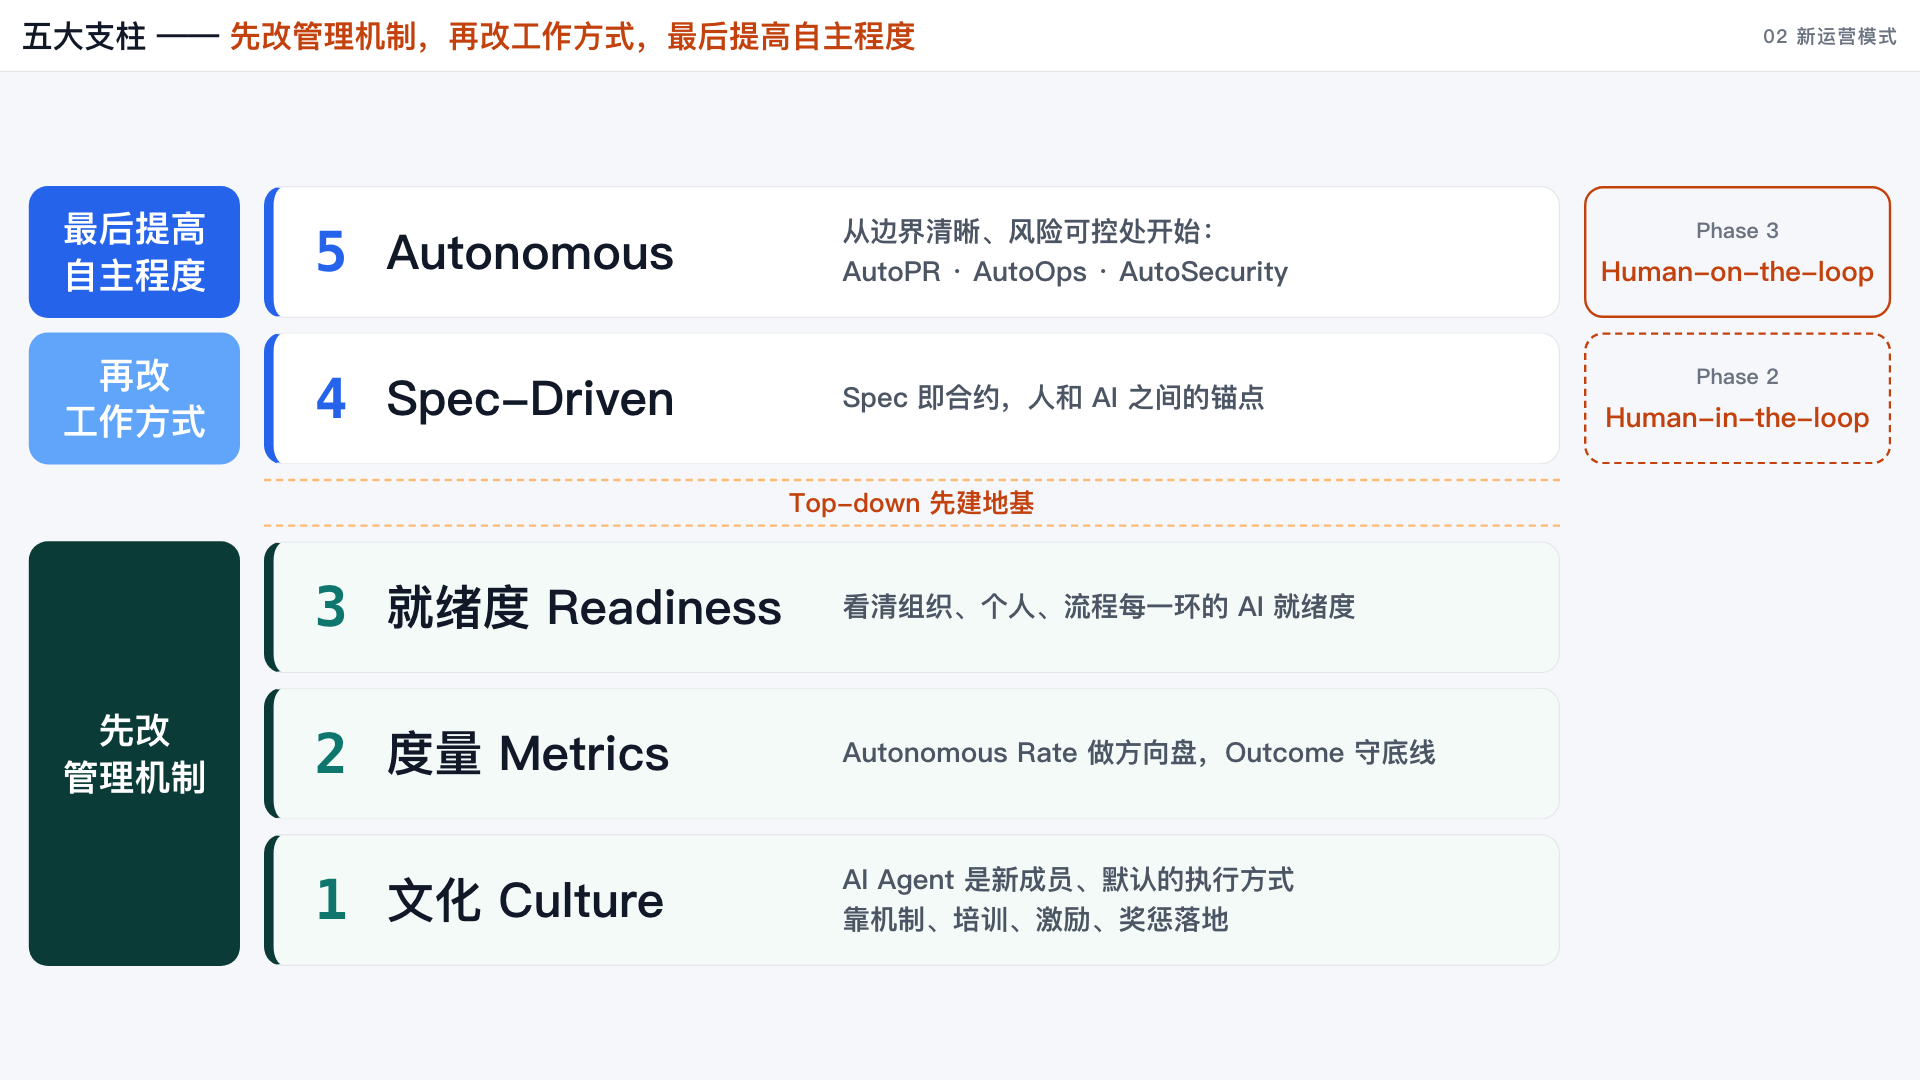 五大支柱 —— 先改管理机制，再改工作方式，最后提高自主程度
02 新运营模式
最后提高
自主程度
5 Autonomous
从边界清晰、风险可控处开始：
AutoPR · AutoOps · AutoSecurity
Phase 3
Human-on-the-loop
再改
工作方式
4 Spec-Driven
Spec 即合约，人和 AI 之间的锚点
Phase 2
Human-in-the-loop
Top-down 先建地基
先改
管理机制
3 就绪度 Readiness
看清组织、个人、流程每一环的 AI 就绪度
2 度量 Metrics
Autonomous Rate 做方向盘，Outcome 守底线
1 文化 Culture
AI Agent 是新成员、默认的执行方式
靠机制、培训、激励、奖惩落地